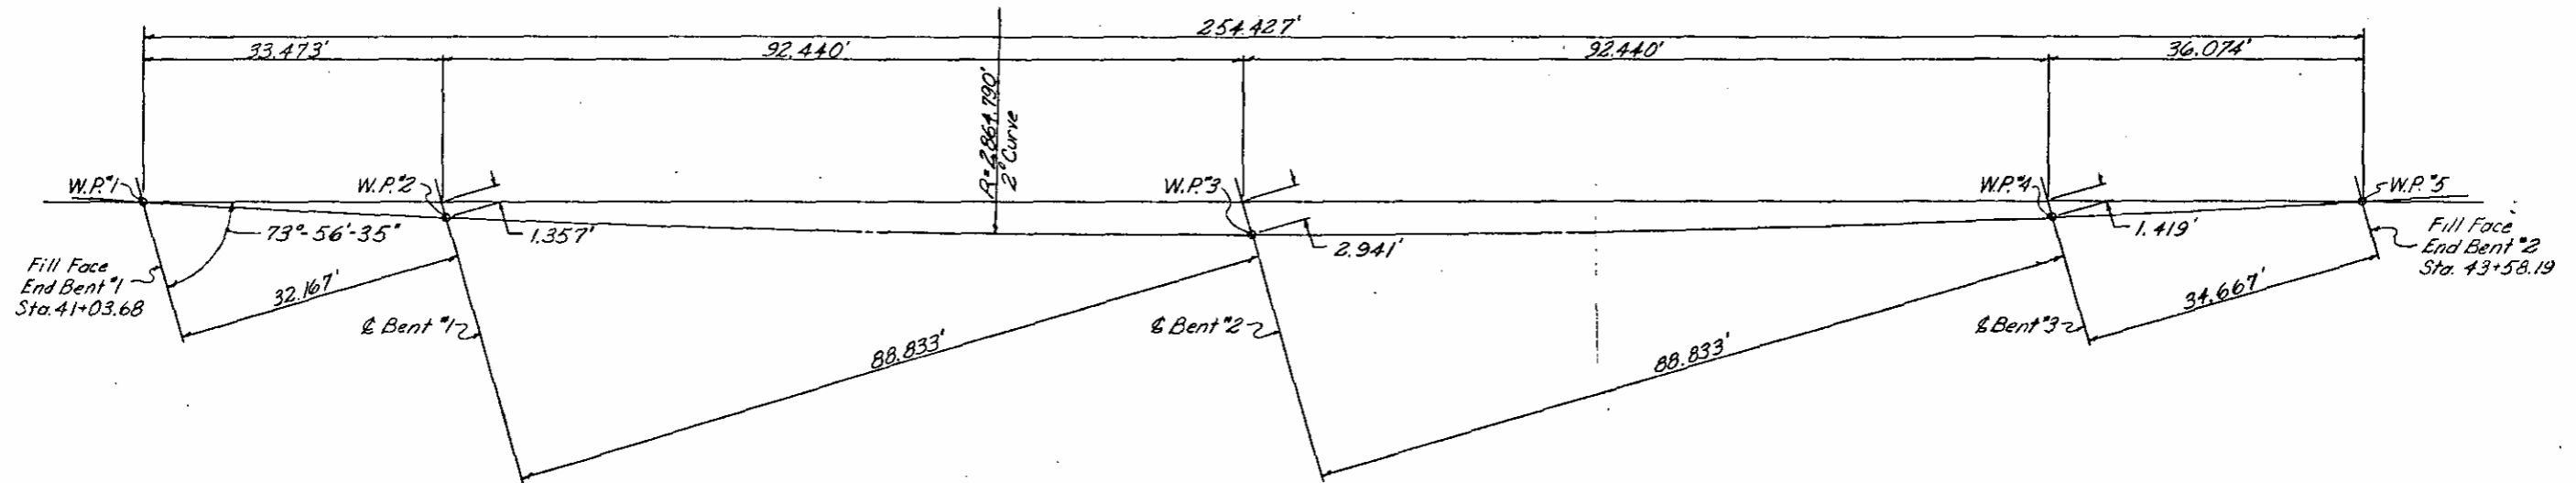 254.427'
33.473'
92.440'
92.440'
36.074'
R=2864.790'
2° Curve
W.P.#1
W.P.#2
W.P.#3
W.P.#4
W.P.#5
73°-56'-35"
1.357'
2.941'
1.419'
Fill Face
End Bent #1
Sta. 41+03.68
Fill Face
End Bent #2
Sta. 43+58.19
32.167'
℄ Bent #1
88.833'
℄ Bent #2
88.833'
℄ Bent #3
34.667'